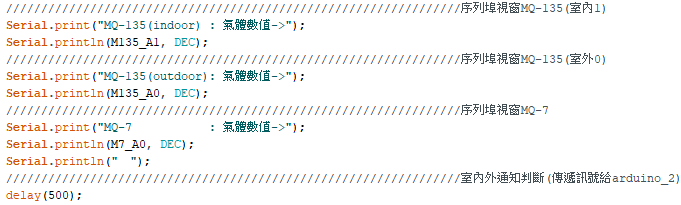 //////////////////////////////////////////////////////////////////序列埠視窗MQ-135(室內1)
Serial.print("MQ-135(indoor) : 氣體數值->");
Serial.println(M135_A1, DEC);
//////////////////////////////////////////////////////////////////序列埠視窗MQ-135(室外0)
Serial.print("MQ-135(outdoor): 氣體數值->");
Serial.println(M135_A0, DEC);
//////////////////////////////////////////////////////////////////序列埠視窗MQ-7
Serial.print("MQ-7           : 氣體數值->");
Serial.println(M7_A0, DEC);
Serial.println("  ");
//////////////////////////////////////////////////////////////////室內外通知判斷(傳遞訊號給arduino_2)
delay(500);